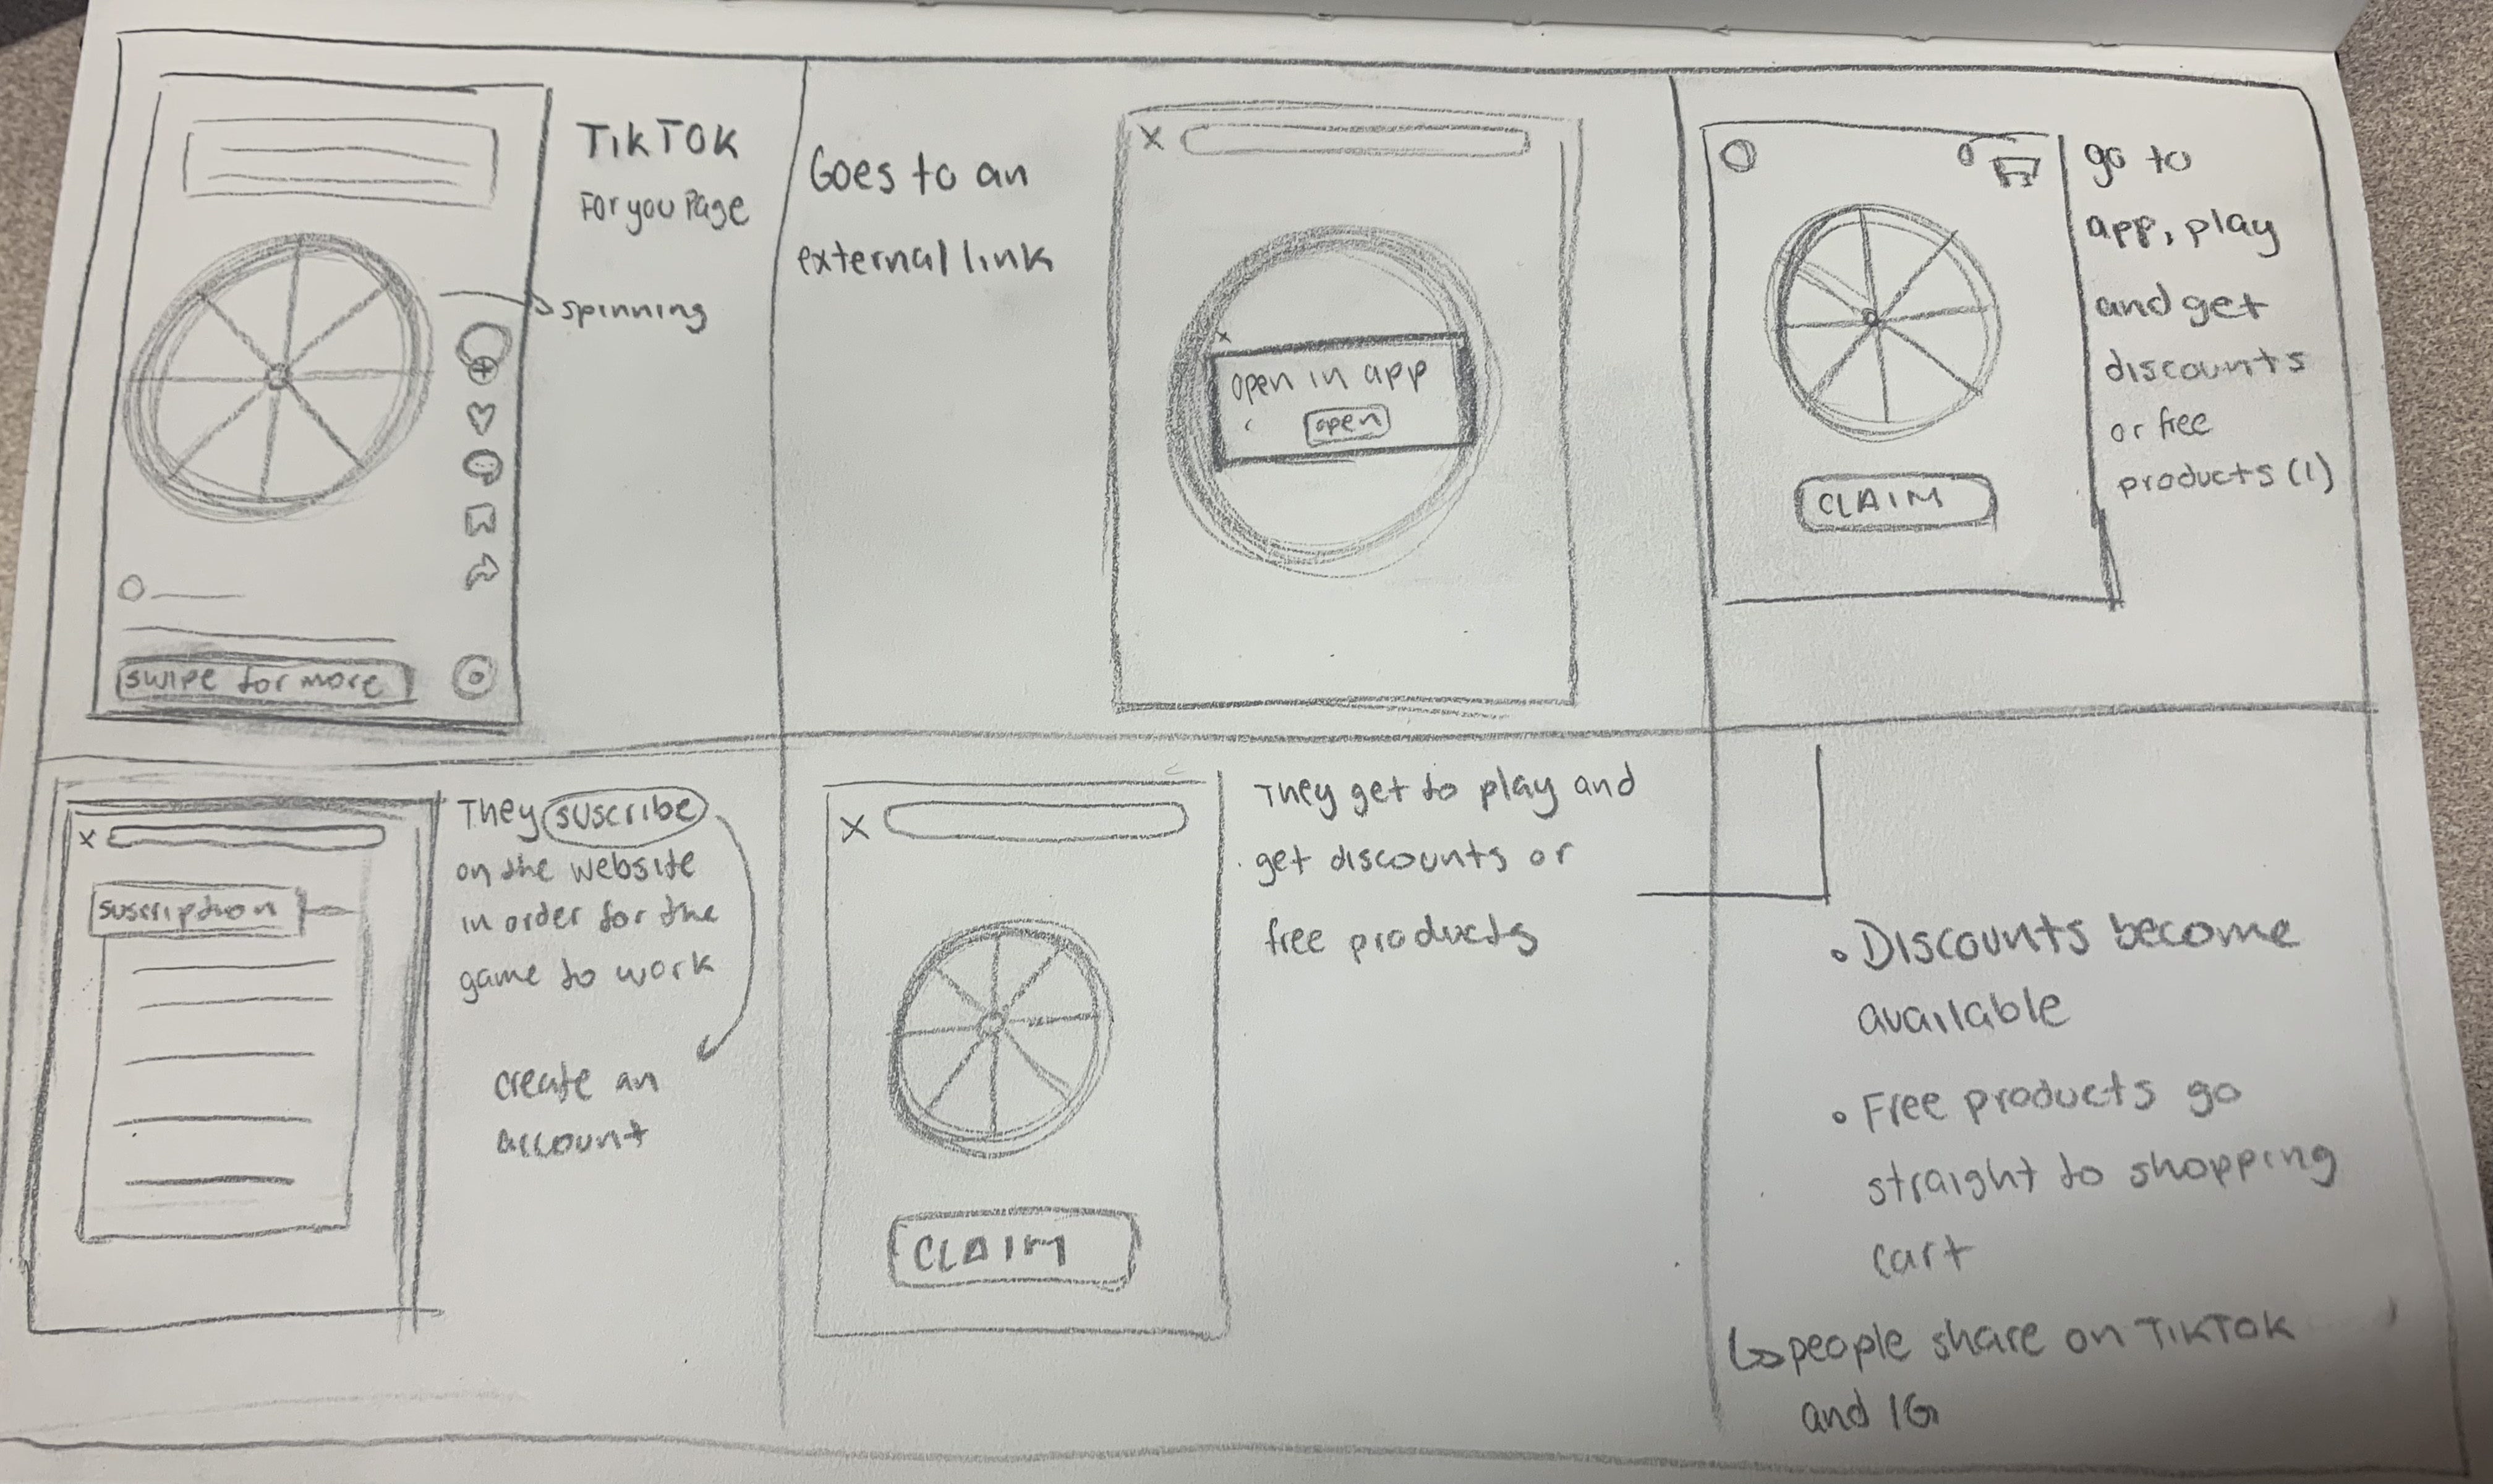 TikTOK
For you Page
spinning
swipe for more
Goes to an
external link
X
x
open in app
open
go to
app, play
and get
discounts
or free
products (1)
CLAIM
X
suscription
They suscribe
on the website
in order for the
game to work
create an
account
X
CLAIM
They get to play and
get discounts or
free products
• Discounts become
available
• Free products go
straight to shopping
cart
↳ people share on TikTok
and IG